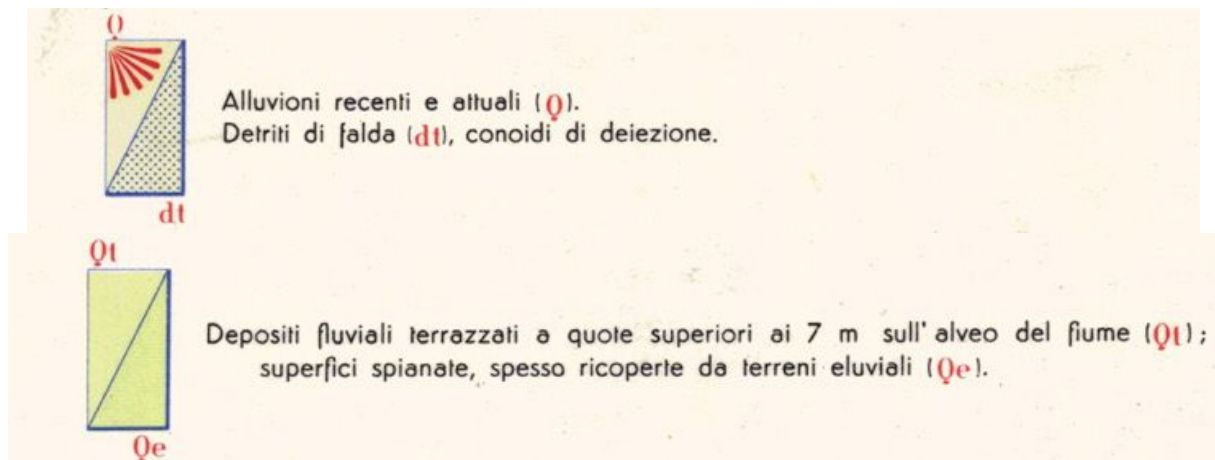 Q
Alluvioni recenti e attuali (Q).
Detriti di falda (dt), conoidi di deiezione.
dt
Qt
Depositi fluviali terrazzati a quote superiori ai 7 m sull' alveo del fiume (Qt);
superfici spianate, spesso ricoperte da terreni eluviali (Qe).
Qe